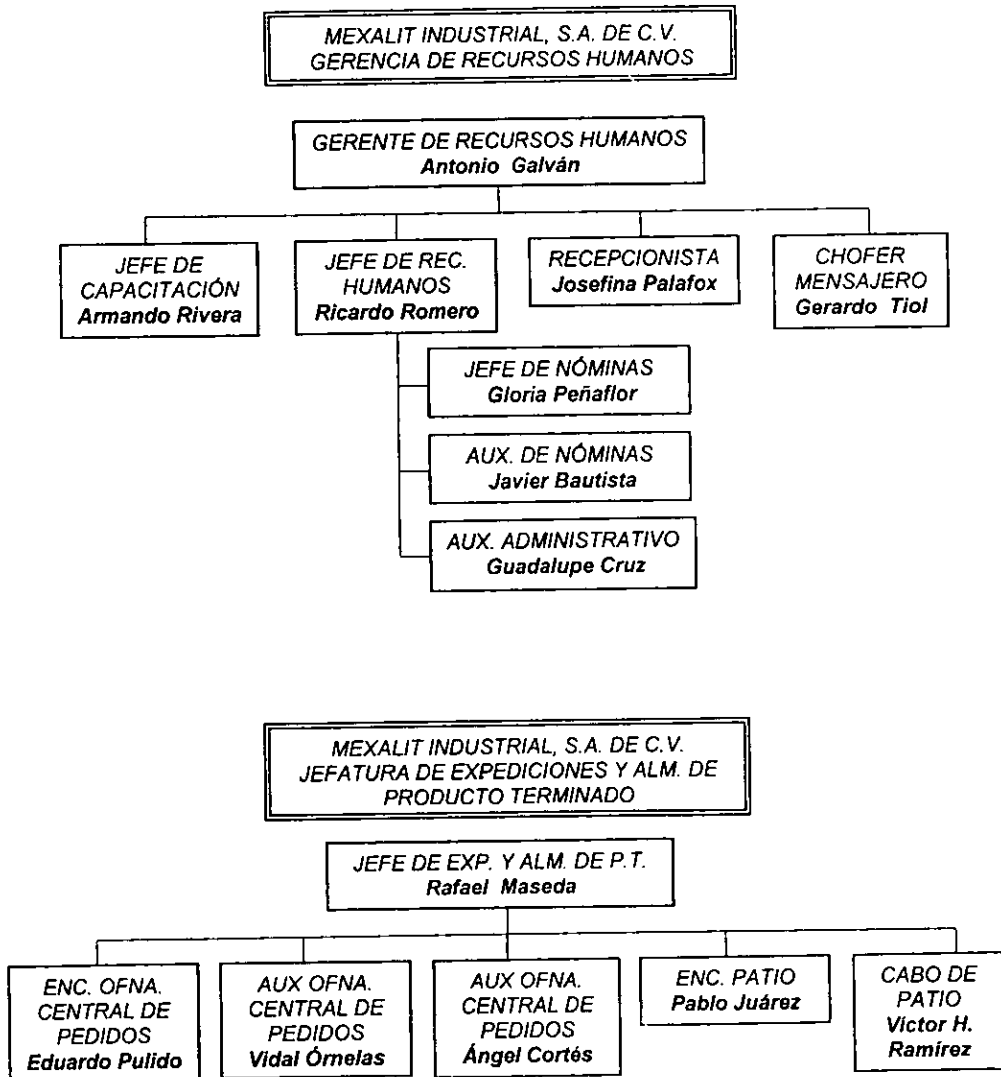 MEXALIT INDUSTRIAL, S.A. DE C.V.
GERENCIA DE RECURSOS HUMANOS
GERENTE DE RECURSOS HUMANOS
Antonio Galván
JEFE DE
CAPACITACIÓN
Armando Rivera
JEFE DE REC.
HUMANOS
Ricardo Romero
RECEPCIONISTA
Josefina Palafox
CHOFER
MENSAJERO
Gerardo Tiol
JEFE DE NÓMINAS
Gloria Peñaflor
AUX. DE NÓMINAS
Javier Bautista
AUX. ADMINISTRATIVO
Guadalupe Cruz
MEXALIT INDUSTRIAL, S.A. DE C.V.
JEFATURA DE EXPEDICIONES Y ALM. DE
PRODUCTO TERMINADO
JEFE DE EXP. Y ALM. DE P.T.
Rafael Maseda
ENC. OFNA.
CENTRAL DE
PEDIDOS
Eduardo Pulido
AUX OFNA.
CENTRAL DE
PEDIDOS
Vidal Órnelas
AUX OFNA.
CENTRAL DE
PEDIDOS
Ángel Cortés
ENC. PATIO
Pablo Juárez
CABO DE
PATIO
Victor H.
Ramírez